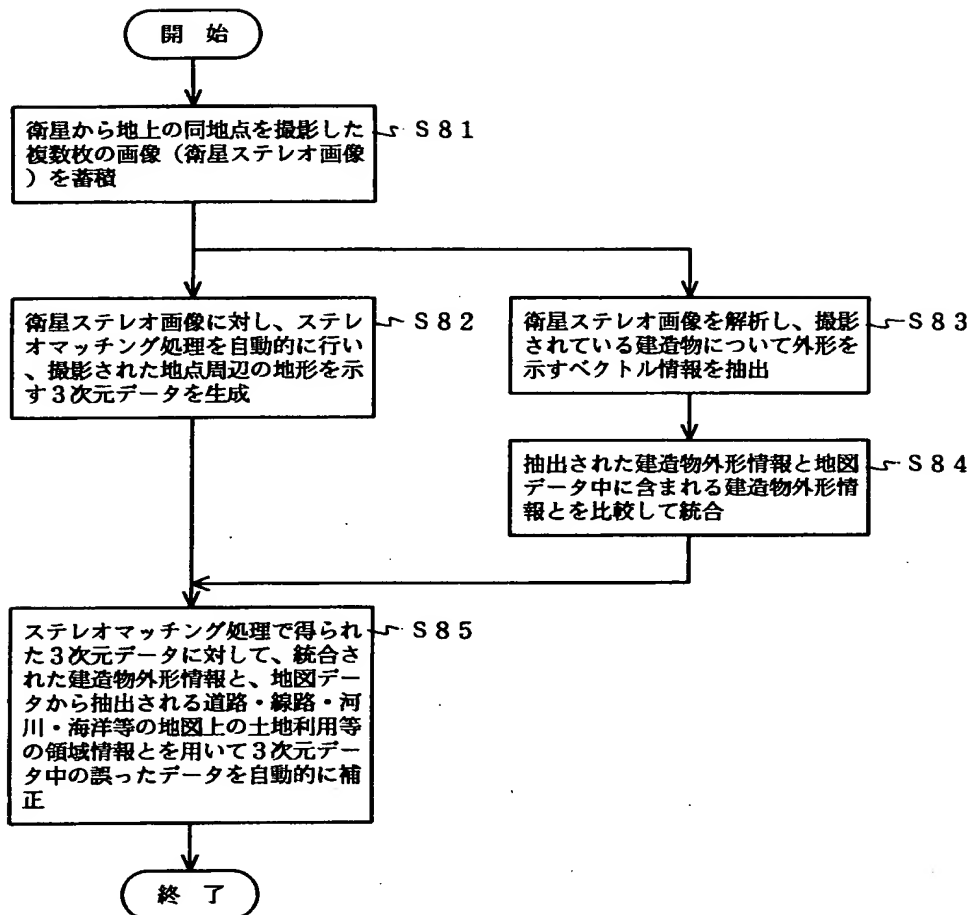 開 始
衛星から地上の同地点を撮影した
複数枚の画像（衛星ステレオ画像
）を蓄積
S81
衛星ステレオ画像に対し、ステレ
オマッチング処理を自動的に行い
、撮影された地点周辺の地形を示
す3次元データを生成
S82
衛星ステレオ画像を解析し、撮影
されている建造物について外形を
示すベクトル情報を抽出
S83
抽出された建造物外形情報と地図
データ中に含まれる建造物外形情
報とを比較して統合
S84
ステレオマッチング処理で得られ
た3次元データに対して、統合さ
れた建造物外形情報と、地図デー
タから抽出される道路・線路・河
川・海洋等の地図上の土地利用等
の領域情報とを用いて3次元デー
タ中の誤ったデータを自動的に補
正
S85
終 了